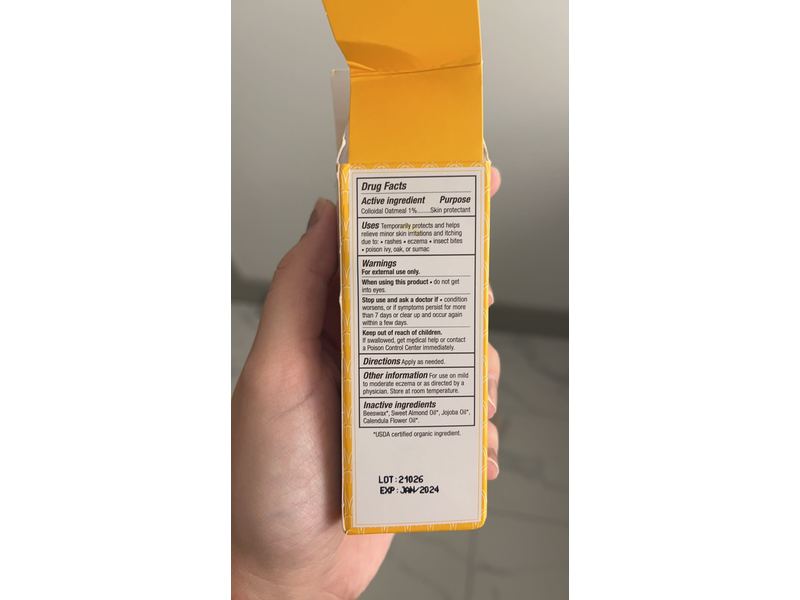 Drug Facts
Active ingredient Purpose
Colloidal Oatmeal 1%......Skin protectant
Uses Temporarily protects and helps
relieve minor skin irritations and itching
due to: • rashes • eczema • insect bites
• poison ivy, oak, or sumac
Warnings
For external use only.
When using this product • do not get
into eyes.
Stop use and ask a doctor if • condition
worsens, or if symptoms persist for more
than 7 days or clear up and occur again
within a few days.
Keep out of reach of children.
If swallowed, get medical help or contact
a Poison Control Center immediately.
Directions Apply as needed.
Other information For use on mild
to moderate eczema or as directed by a
physician. Store at room temperature.
Inactive ingredients
Beeswax*, Sweet Almond Oil*, Jojoba Oil*,
Calendula Flower Oil*.
*USDA certified organic ingredient.
LOT:21026
EXP:JAN/2024